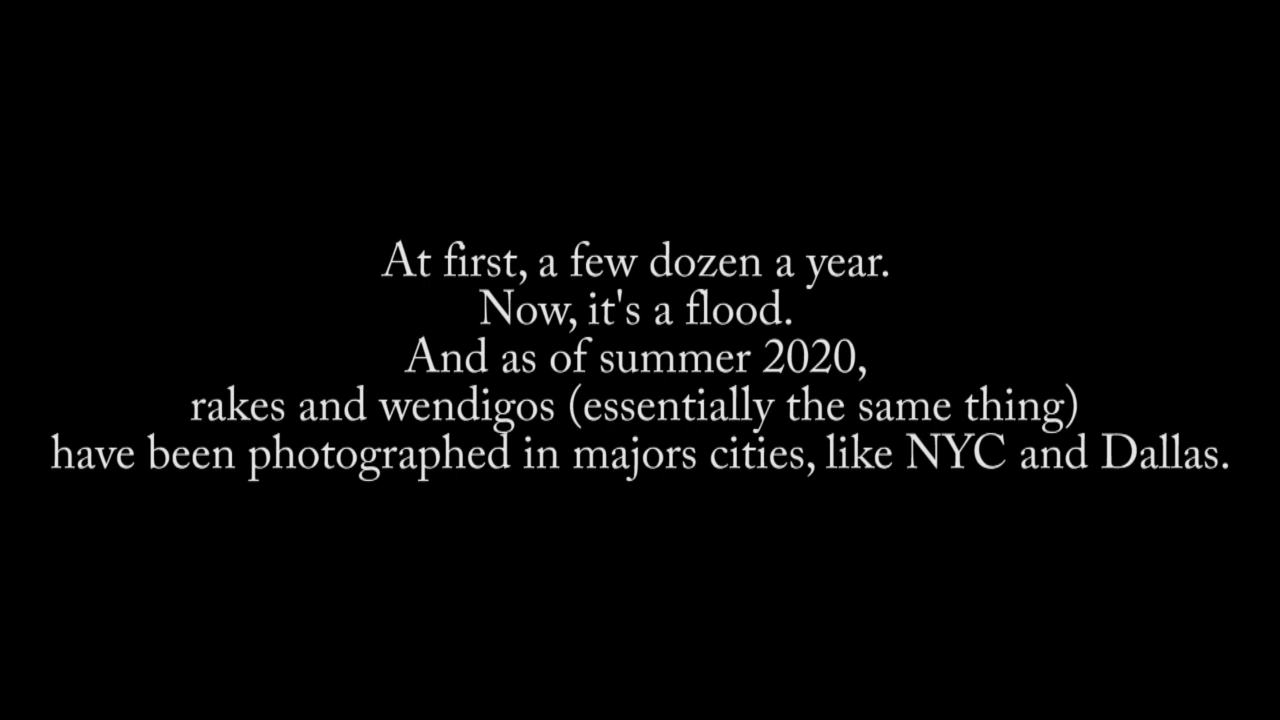 At first, a few dozen a year.
Now, it's a flood.
And as of summer 2020,
rakes and wendigos (essentially the same thing)
have been photographed in majors cities, like NYC and Dallas.